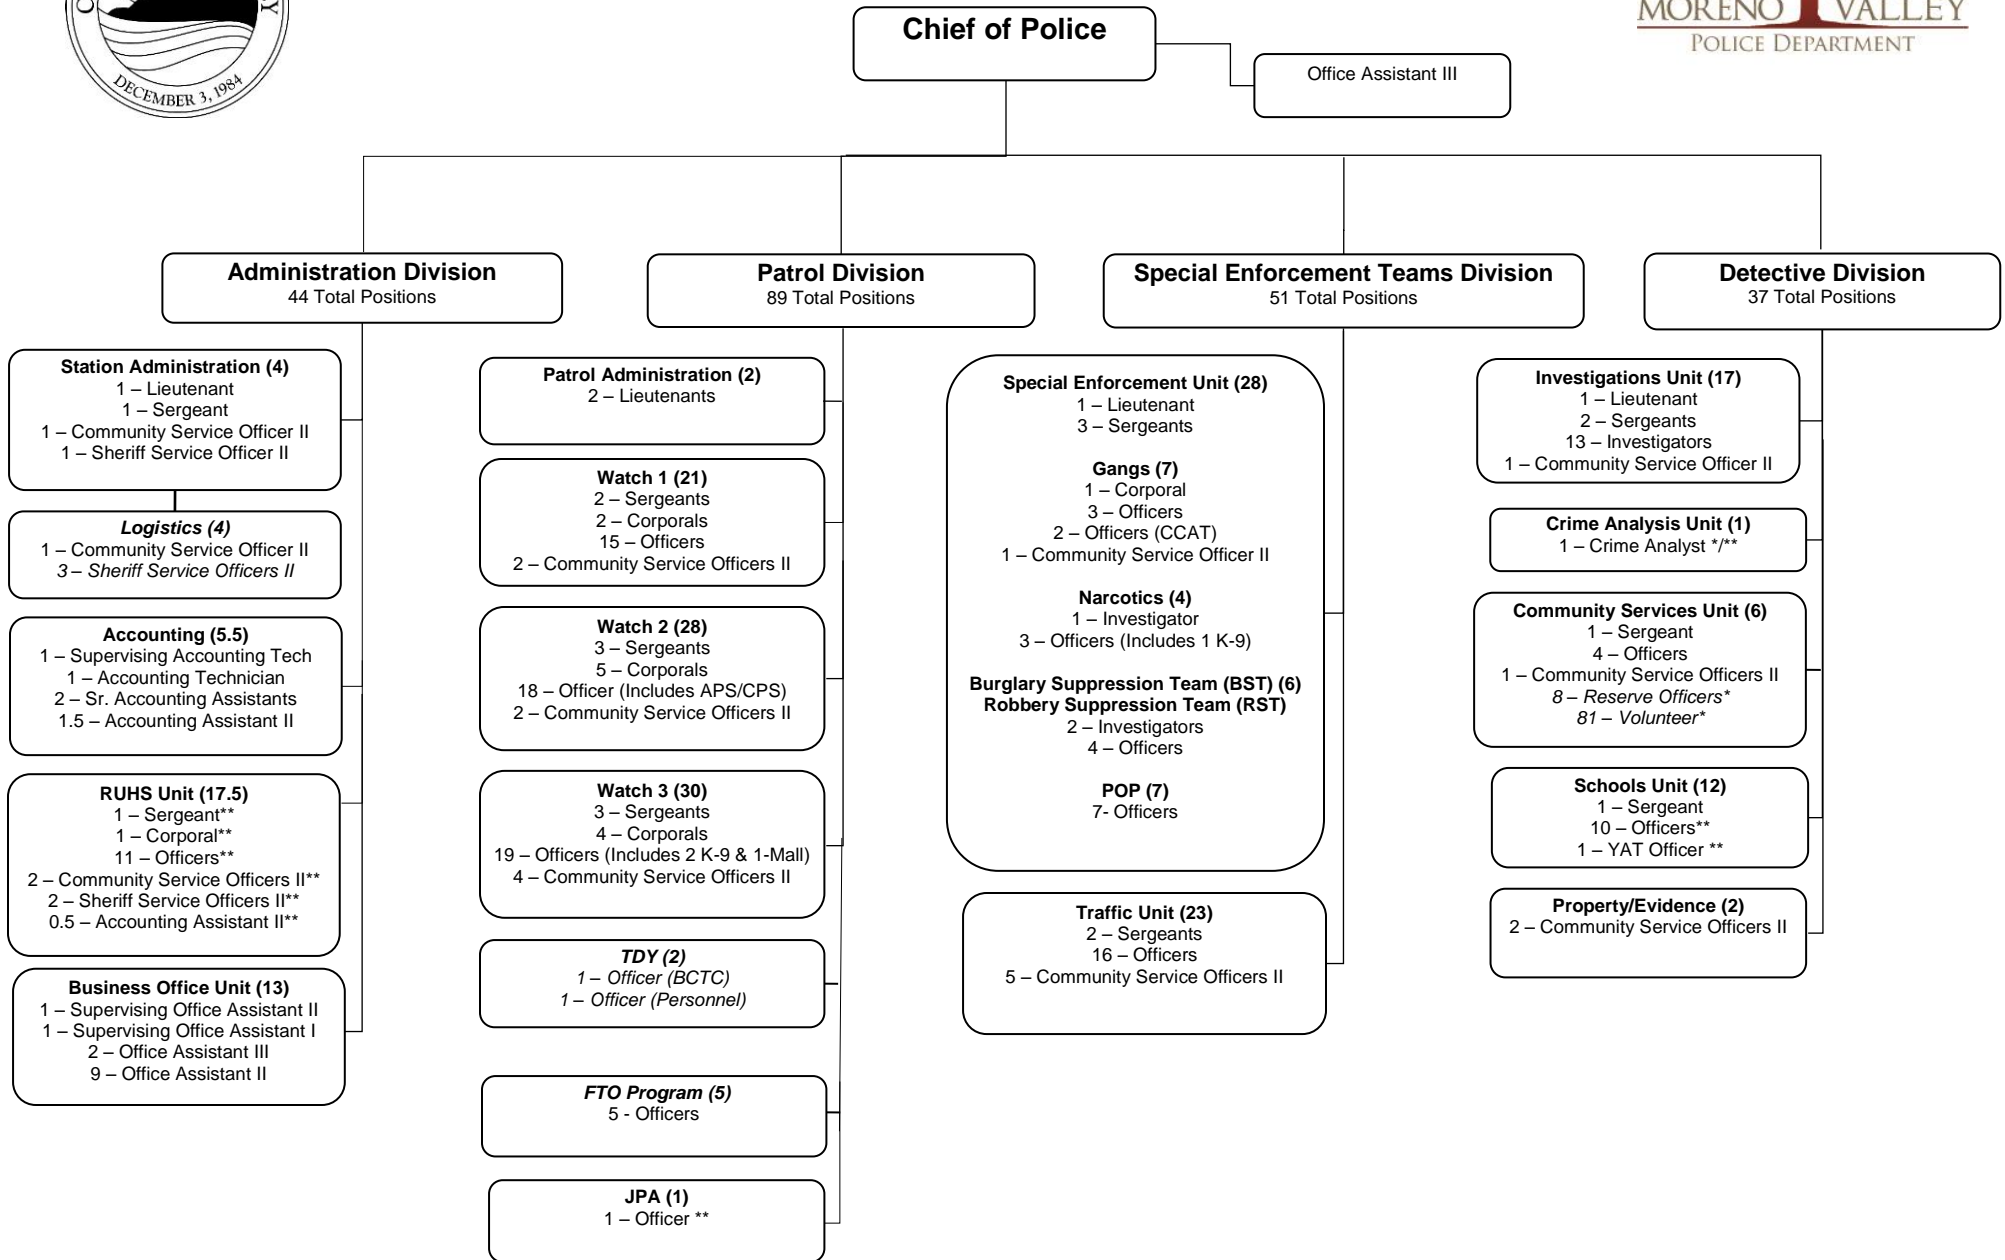 DECEMBER 3, 1984
MORENO VALLEY
POLICE DEPARTMENT
Chief of Police
Office Assistant III
Administration Division
44 Total Positions
Station Administration (4)
1 – Lieutenant
1 – Sergeant
1 – Community Service Officer II
1 – Sheriff Service Officer II
Logistics (4)
1 – Community Service Officer II
3 – Sheriff Service Officers II
Accounting (5.5)
1 – Supervising Accounting Tech
1 – Accounting Technician
2 – Sr. Accounting Assistants
1.5 – Accounting Assistant II
RUHS Unit (17.5)
1 – Sergeant**
1 – Corporal**
11 – Officers**
2 – Community Service Officers II**
2 – Sheriff Service Officers II**
0.5 – Accounting Assistant II**
Business Office Unit (13)
1 – Supervising Office Assistant II
1 – Supervising Office Assistant I
2 – Office Assistant III
9 – Office Assistant II
Patrol Division
89 Total Positions
Patrol Administration (2)
2 – Lieutenants
Watch 1 (21)
2 – Sergeants
2 – Corporals
15 – Officers
2 – Community Service Officers II
Watch 2 (28)
3 – Sergeants
5 – Corporals
18 – Officer (Includes APS/CPS)
2 – Community Service Officers II
Watch 3 (30)
3 – Sergeants
4 – Corporals
19 – Officers (Includes 2 K-9 & 1-Mall)
4 – Community Service Officers II
TDY (2)
1 – Officer (BCTC)
1 – Officer (Personnel)
FTO Program (5)
5 - Officers
JPA (1)
1 – Officer **
Special Enforcement Teams Division
51 Total Positions
Special Enforcement Unit (28)
1 – Lieutenant
3 – Sergeants
Gangs (7)
1 – Corporal
3 – Officers
2 – Officers (CCAT)
1 – Community Service Officer II
Narcotics (4)
1 – Investigator
3 – Officers (Includes 1 K-9)
Burglary Suppression Team (BST) (6)
Robbery Suppression Team (RST)
2 – Investigators
4 – Officers
POP (7)
7- Officers
Traffic Unit (23)
2 – Sergeants
16 – Officers
5 – Community Service Officers II
Detective Division
37 Total Positions
Investigations Unit (17)
1 – Lieutenant
2 – Sergeants
13 – Investigators
1 – Community Service Officer II
Crime Analysis Unit (1)
1 – Crime Analyst */**
Community Services Unit (6)
1 – Sergeant
4 – Officers
1 – Community Service Officers II
8 – Reserve Officers*
81 – Volunteer*
Schools Unit (12)
1 – Sergeant
10 – Officers**
1 – YAT Officer **
Property/Evidence (2)
2 – Community Service Officers II